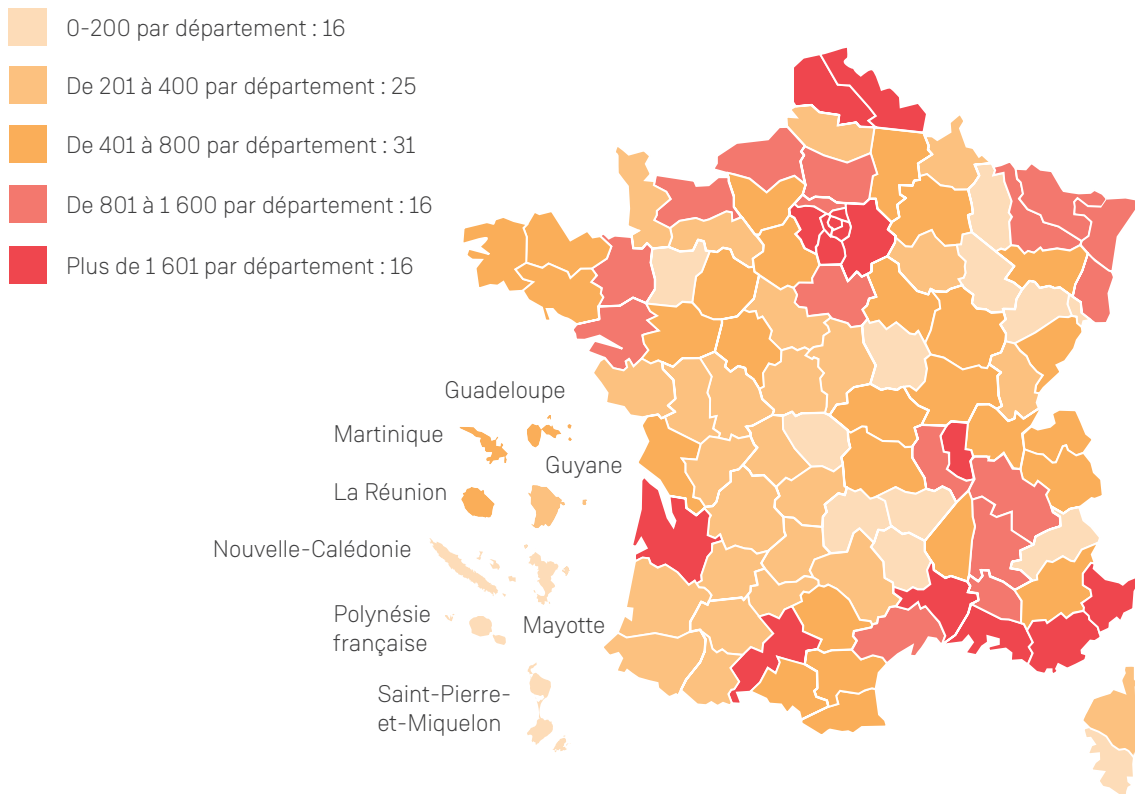 0-200 par département : 16
De 201 à 400 par département : 25
De 401 à 800 par département : 31
De 801 à 1 600 par département : 16
Plus de 1 601 par département : 16
Guadeloupe
Martinique
Guyane
La Réunion
Nouvelle-Calédonie
Polynésie
française
Mayotte
Saint-Pierre-
et-Miquelon